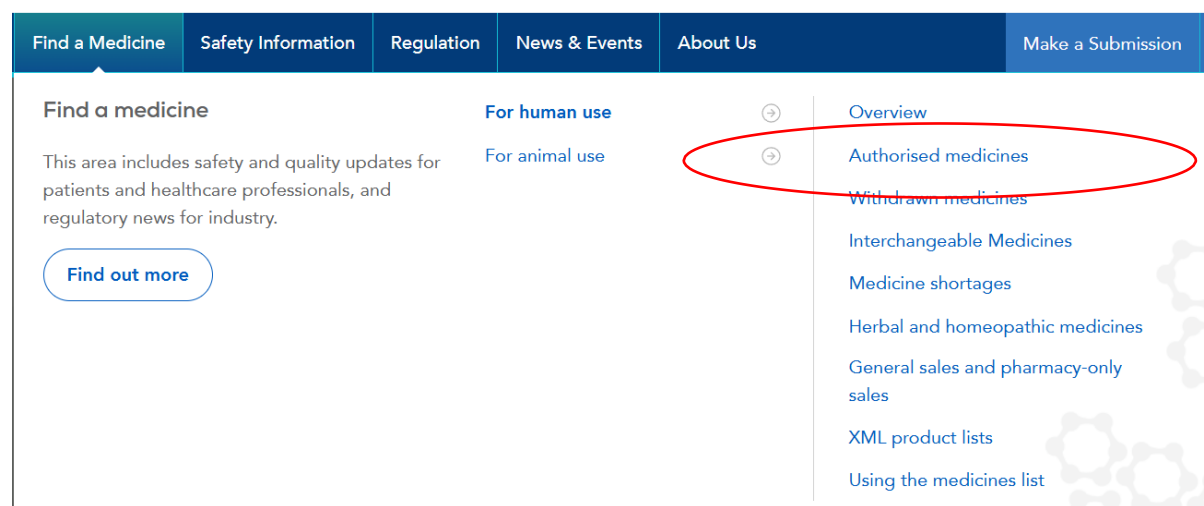 Find a Medicine
Safety Information
Regulation
News & Events
About Us
Make a Submission
Find a medicine
This area includes safety and quality updates for
patients and healthcare professionals, and
regulatory news for industry.
Find out more
For human use
For animal use
Overview
Authorised medicines
Withdrawn medicines
Interchangeable Medicines
Medicine shortages
Herbal and homeopathic medicines
General sales and pharmacy-only
sales
XML product lists
Using the medicines list